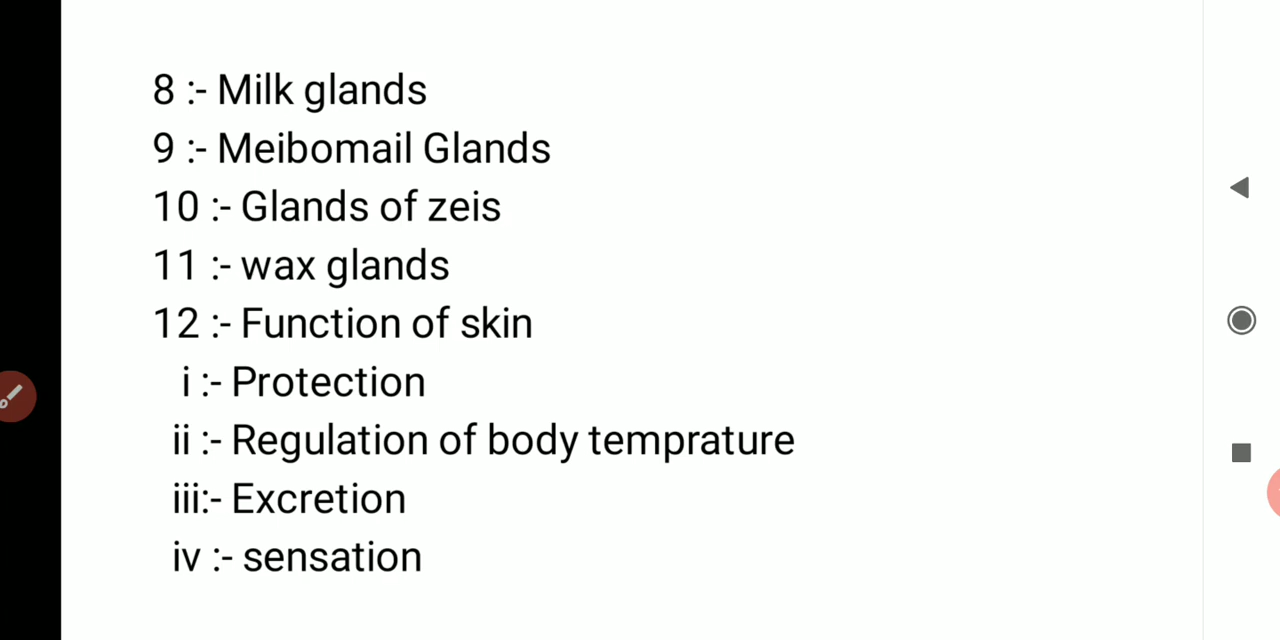 8 :- Milk glands
9 :- Meibomail Glands
10 :- Glands of zeis
11 :- wax glands
12 :- Function of skin
i :- Protection
ii :- Regulation of body temprature
iii:- Excretion
iv :- sensation